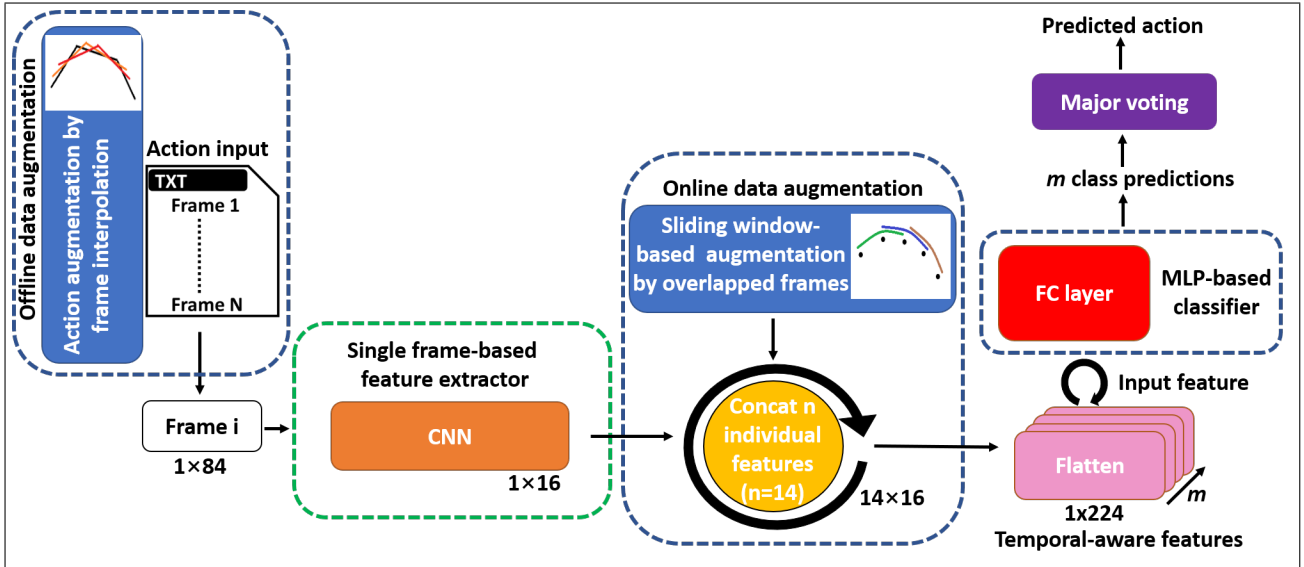 Offline data augmentation
Action augmentation by
frame interpolation
Action input
TXT
Frame 1
Frame N
Frame i
1×84
Single frame-based
feature extractor
CNN
1×16
Online data augmentation
Sliding window-
based augmentation
by overlapped frames
Concat n
individual
features
(n=14)
14×16
Predicted action
Major voting
m class predictions
FC layer
MLP-based
classifier
Input feature
Flatten
m
1x224
Temporal-aware features